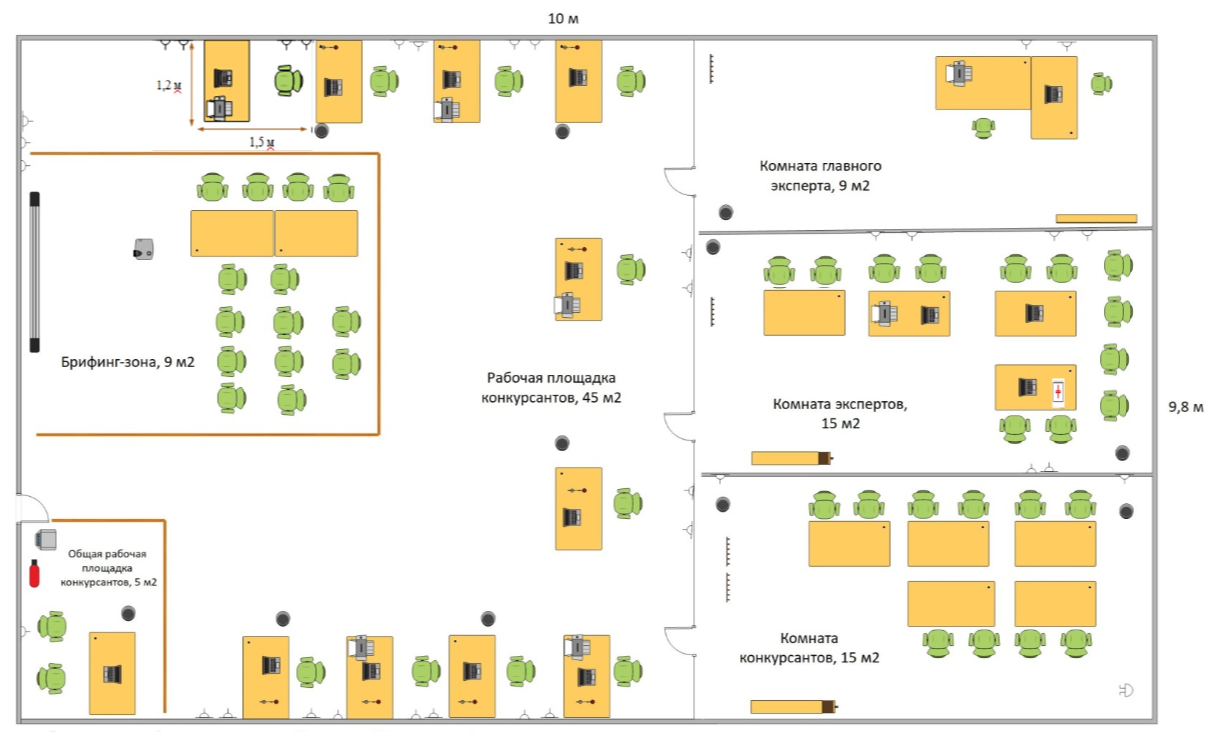 10 м
1,2 м
1,5 м
Комната главного
эксперта, 9 м2
Брифинг-зона, 9 м2
Рабочая площадка
конкурсантов, 45 м2
Комната экспертов,
15 м2
9,8 м
Общая рабочая
площадка
конкурсантов, 5 м2
Комната
конкурсантов, 15 м2